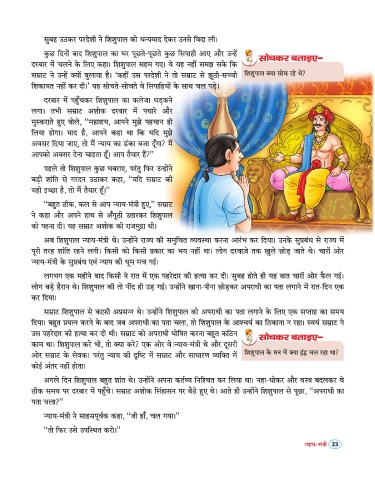 सुबह उठकर परदेशी ने शिशुपाल को धन्यवाद देकर उनसे विदा ली।
कुछ दिनों बाद शिशुपाल का घर पूछते-पूछते कुछ सिपाही आए और उन्हें
दरबार में चलने के लिए कहा। शिशुपाल सहम गए। वे यह नहीं समझ सके कि
सम्राट ने उन्हें क्यों बुलाया है। 'कहीं उस परदेशी ने तो सम्राट से झूठी-सच्ची
शिकायत नहीं कर दी।' यह सोचते-सोचते वे सिपाहियों के साथ चल पड़े।
सोचकर बताइए–
शिशुपाल क्या सोच रहे थे?
दरबार में पहुँचकर शिशुपाल का कलेजा धड़कने
लगा। तभी सम्राट अशोक दरबार में पधारे और
मुस्कराते हुए बोले, "महाशय, आपने मुझे पहचान ही
लिया होगा। याद है, आपने कहा था कि यदि मुझे
अवसर दिया जाए, तो मैं न्याय का डंका बजा दूँगा? मैं
आपको अवसर देना चाहता हूँ। आप तैयार हैं?"
पहले तो शिशुपाल कुछ घबराए, परंतु फिर उन्होंने
बड़ी शांति से गरदन उठाकर कहा, "यदि सम्राट की
यही इच्छा है, तो मैं तैयार हूँ।"
"बहुत ठीक, कल से आप न्याय-मंत्री हुए," सम्राट
ने कहा और अपने हाथ से अँगूठी उतारकर शिशुपाल
को पहना दी। यह सम्राट अशोक की राजमुद्रा थी।
अब शिशुपाल न्याय-मंत्री थे। उन्होंने राज्य की समुचित व्यवस्था करना आरंभ कर दिया। उनके सुप्रबंध से राज्य में
पूरी तरह शांति रहने लगी। किसी को किसी प्रकार का भय नहीं था। लोग दरवाजे तक खुले छोड़ जाते थे। चारों ओर
न्याय-मंत्री के सुप्रबंध एवं न्याय की धूम मच गई।
लगभग एक महीने बाद किसी ने रात में एक पहरेदार की हत्या कर दी। सुबह होते ही यह बात चारों ओर फैल गई।
लोग बड़े हैरान थे। शिशुपाल की तो नींद ही उड़ गई। उन्होंने खाना-पीना छोड़कर अपराधी का पता लगाने में रात-दिन एक
कर दिया।
सम्राट शिशुपाल से काफ़ी अप्रसन्न थे। उन्होंने शिशुपाल को अपराधी का पता लगाने के लिए एक सप्ताह का समय
दिया। बहुत प्रयत्न करने के बाद जब अपराधी का पता चला, तो शिशुपाल के आश्चर्य का ठिकाना न रहा। स्वयं सम्राट ने
उस पहरेदार की हत्या कर दी थी। सम्राट को अपराधी घोषित करना बहुत कठिन
काम था। शिशुपाल करे भी, तो क्या करे? एक ओर वे न्याय-मंत्री थे और दूसरी
ओर सम्राट के सेवक। परंतु न्याय की दृष्टि में सम्राट और साधारण व्यक्ति में
कोई अंतर नहीं होता।
सोचकर बताइए–
शिशुपाल के मन में क्या द्वंद्व चल रहा था?
अगले दिन शिशुपाल बहुत शांत थे। उन्होंने अपना कर्तव्य निश्चित कर लिया था। नहा-धोकर और वस्त्र बदलकर वे
ठीक समय पर दरबार में पहुँचे। सम्राट अशोक सिंहासन पर बैठे हुए थे। आते ही उन्होंने शिशुपाल से पूछा, "अपराधी का
पता चला?"
न्याय-मंत्री ने साहसपूर्वक कहा, "जी हाँ, चल गया।"
"तो फिर उसे उपस्थित करो।"
न्याय-मंत्री 23